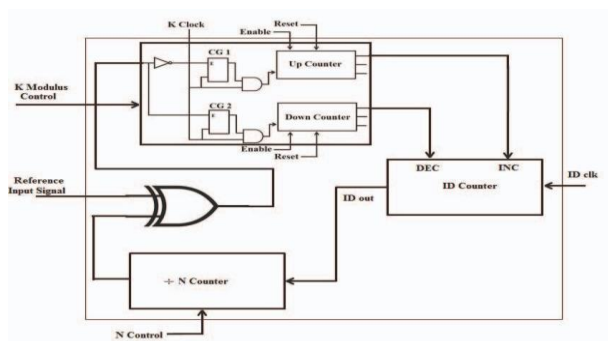 K Clock
Reset
Enable
CG 1
Up Counter
K Modulus
Control
CG 2
Down Counter
Enable
Reset
DEC
INC
ID Counter
ID clk
Reference
Input Signal
ID out
÷ N Counter
N Control